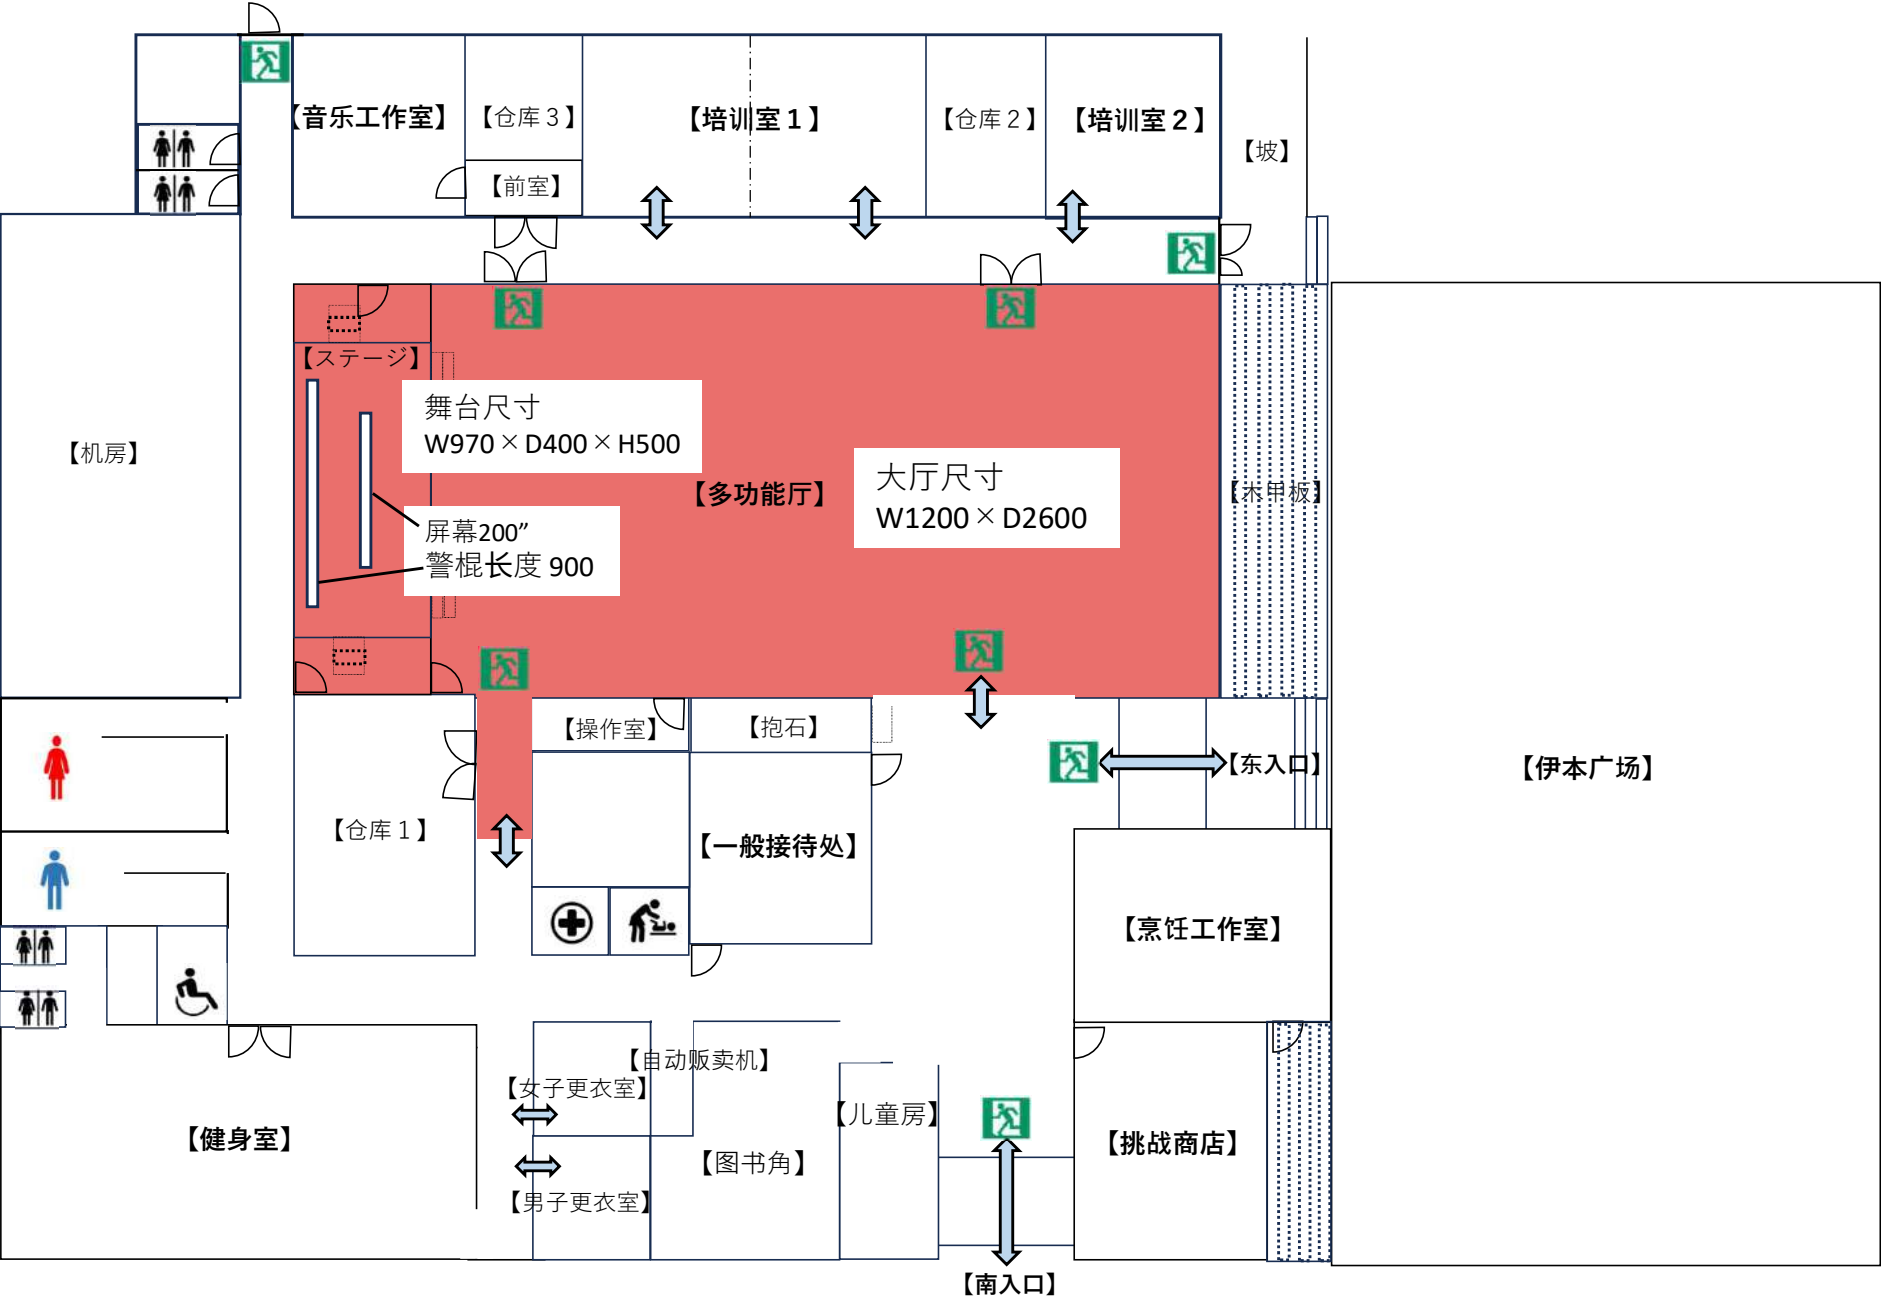 【音乐工作室】
【仓库３】
【培训室１】
【仓库２】
【培训室２】
【坡】
【前室】
【ステージ】
舞台尺寸
W970×D400×H500
【机房】
【多功能厅】
大厅尺寸
W1200×D2600
【木甲板】
屏幕200”
警棍长度 900
【操作室】
【抱石】
【东入口】
【伊本广场】
【仓库１】
【一般接待处】
【烹饪工作室】
【自动贩卖机】
【女子更衣室】
【儿童房】
【健身室】
【挑战商店】
【图书角】
【男子更衣室】
【南入口】